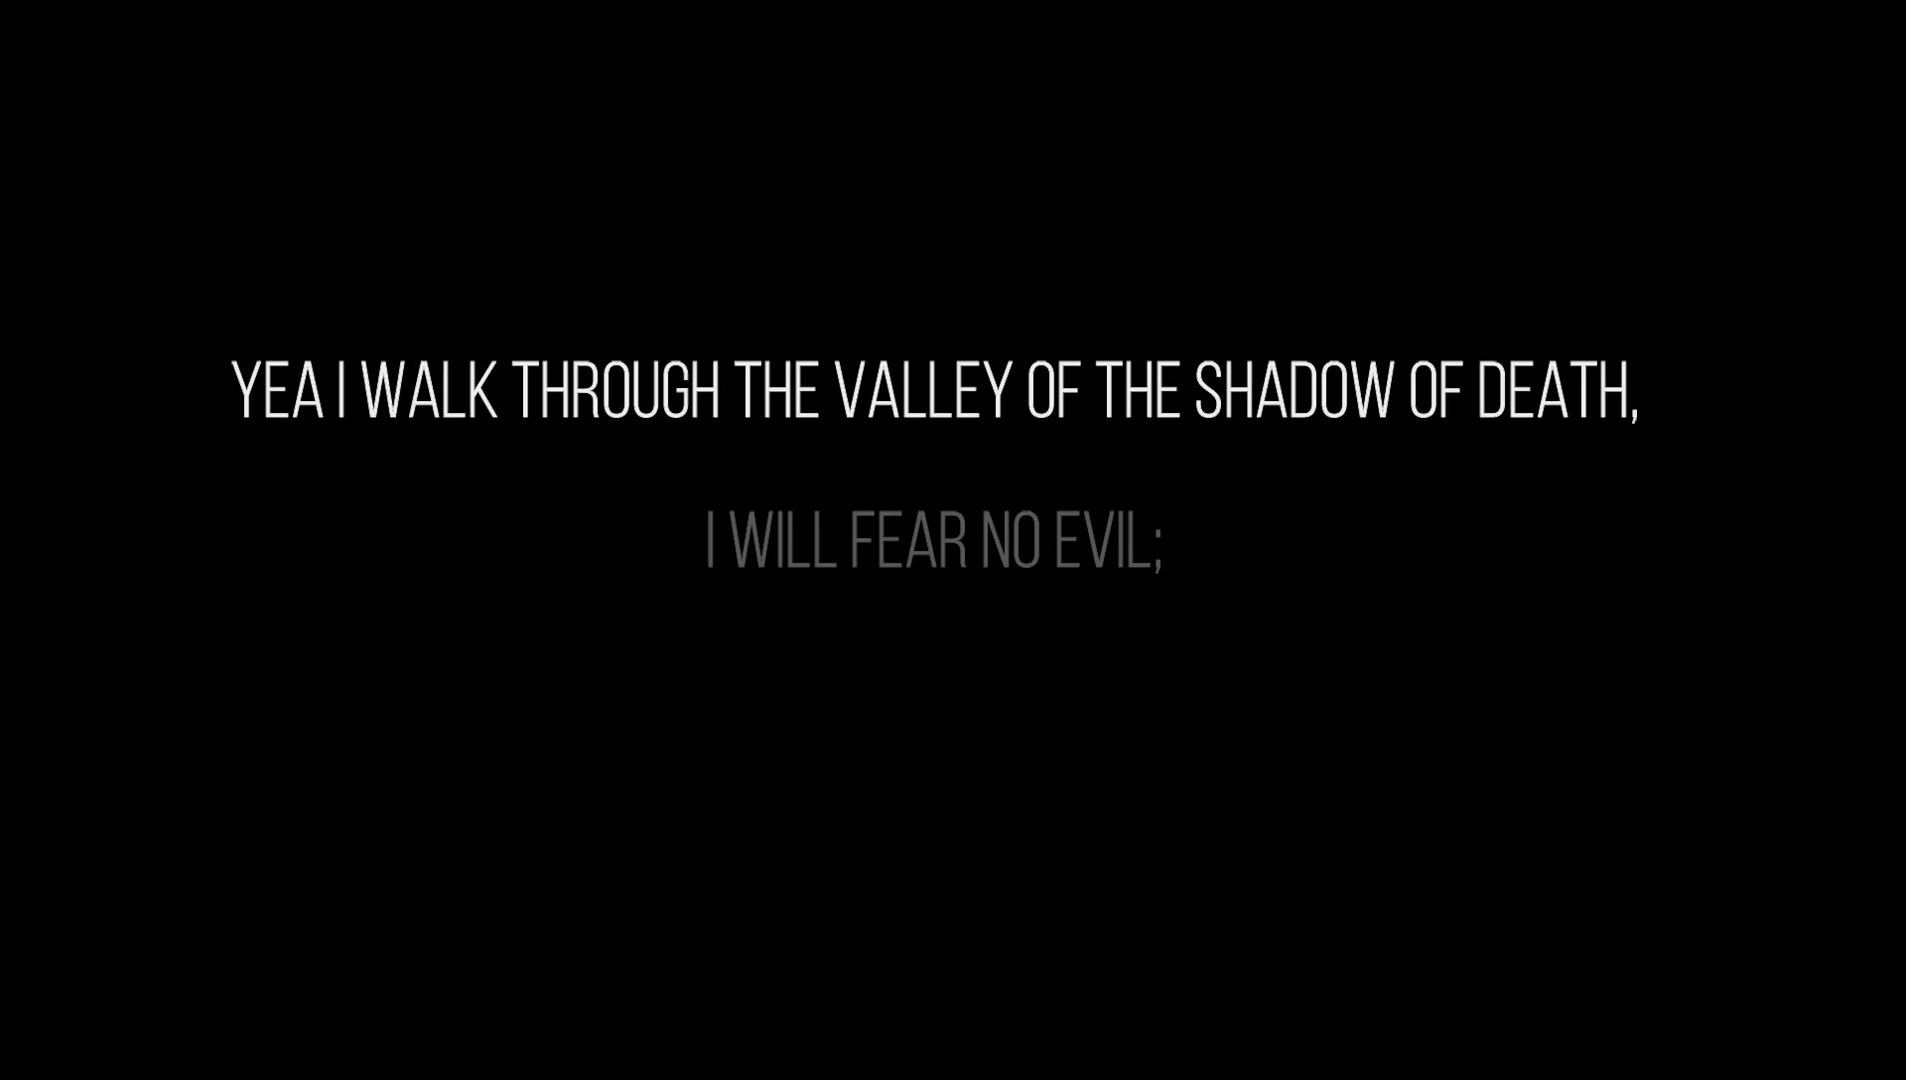 YEA I WALK THROUGH THE VALLEY OF THE SHADOW OF DEATH,
I WILL FEAR NO EVIL;